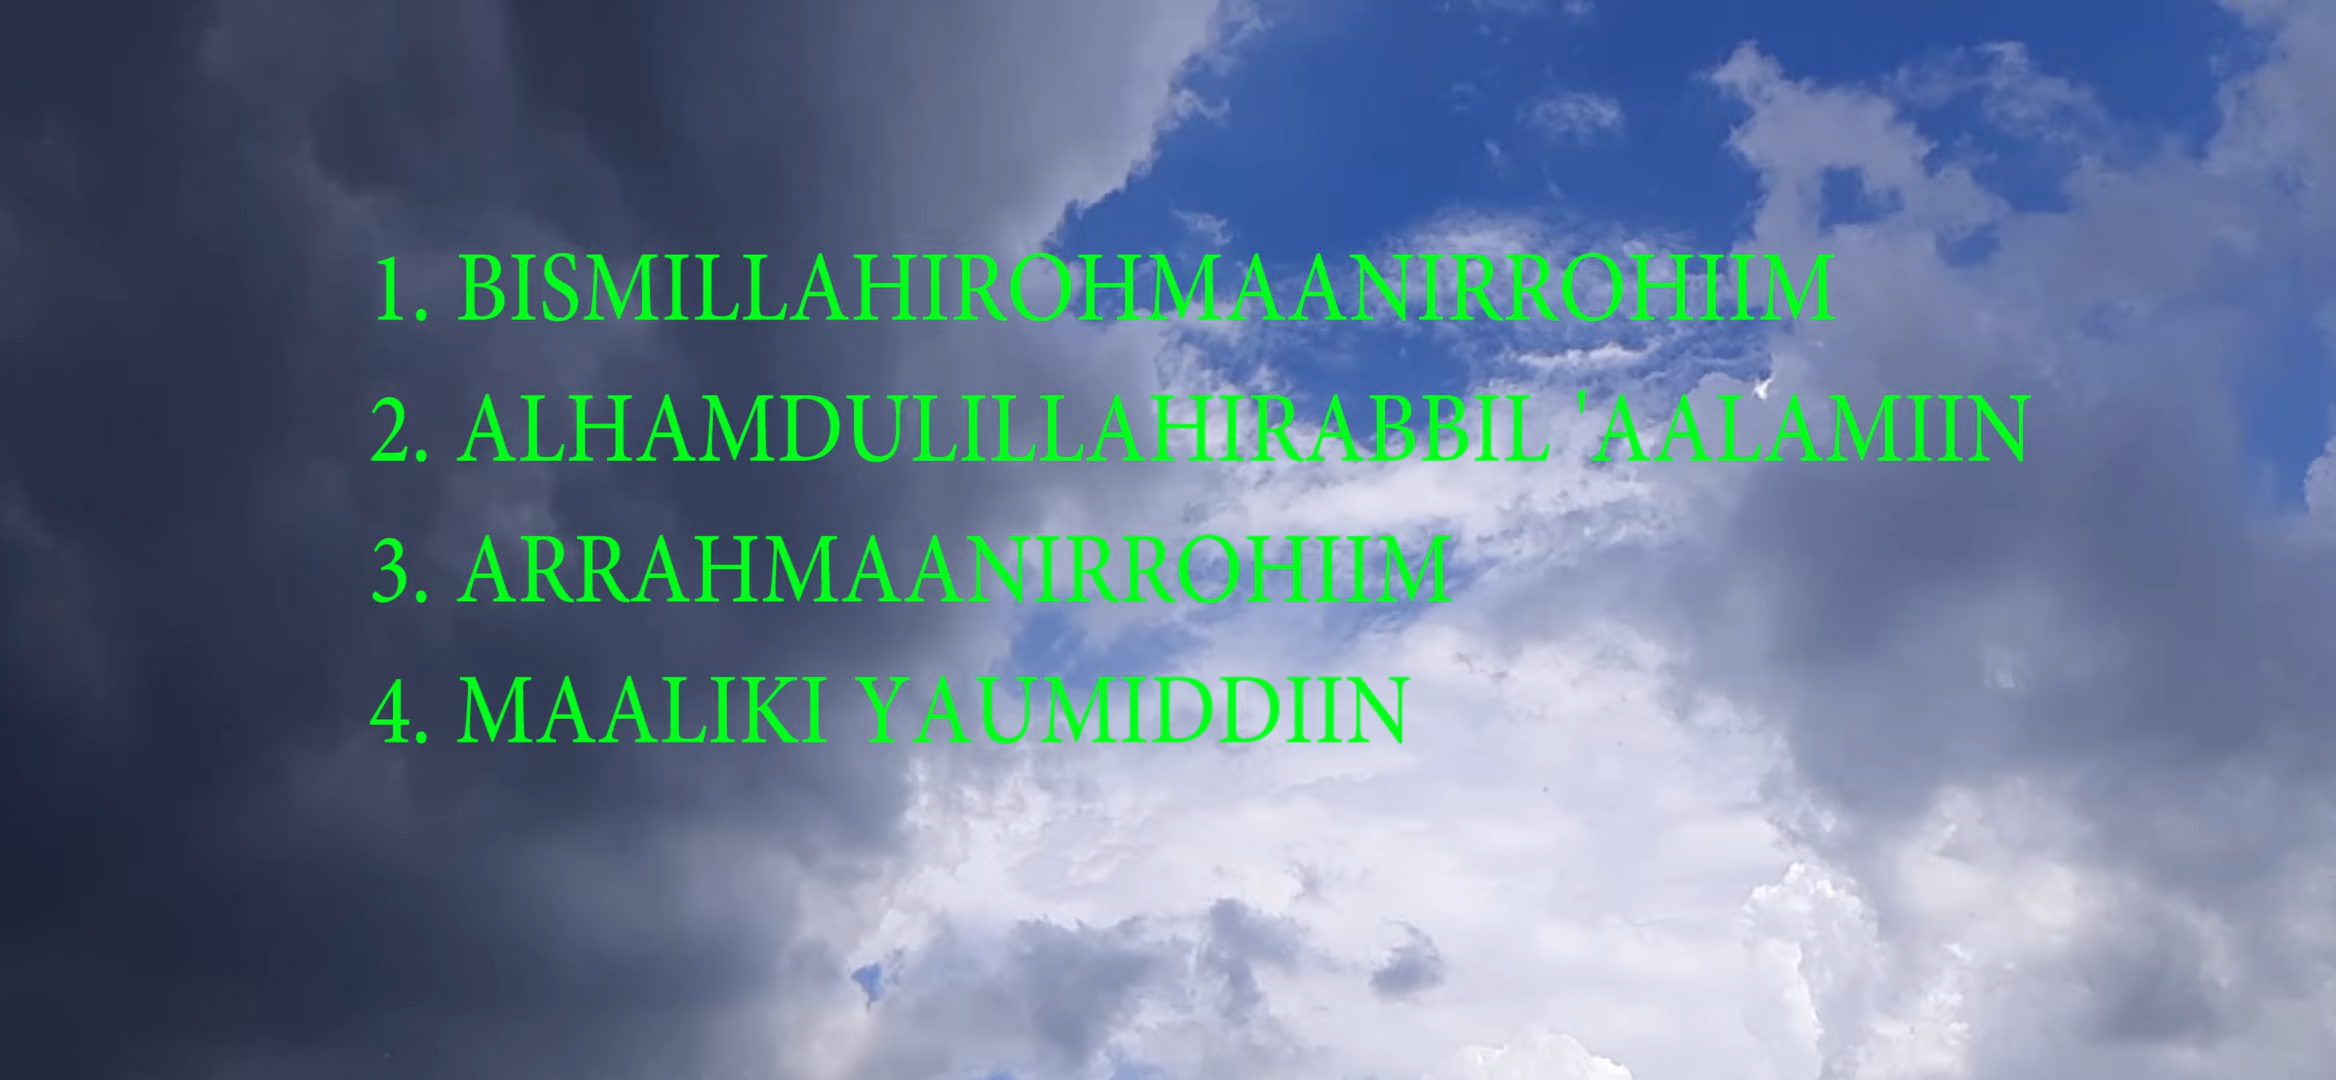 1. BISMILLAHIROHMAANIRROHIIM
2. ALHAMDULILLAHIRABBIL 'AALAMIIN
3. ARRAHMAANIRROHIIM
4. MAALIKI YAUMIDDIIN